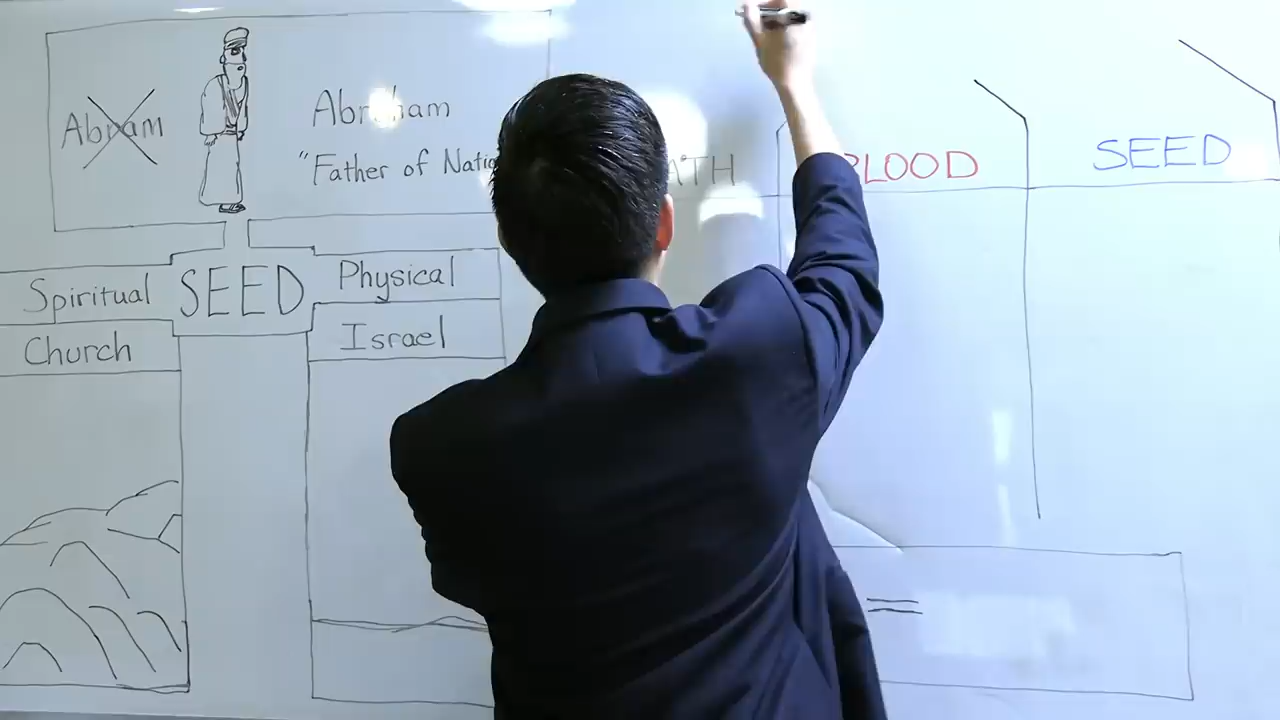 Abram
Abraham
"Father of
BLOOD
SEED
Spiritual
SEED
Physical
Church
Israel